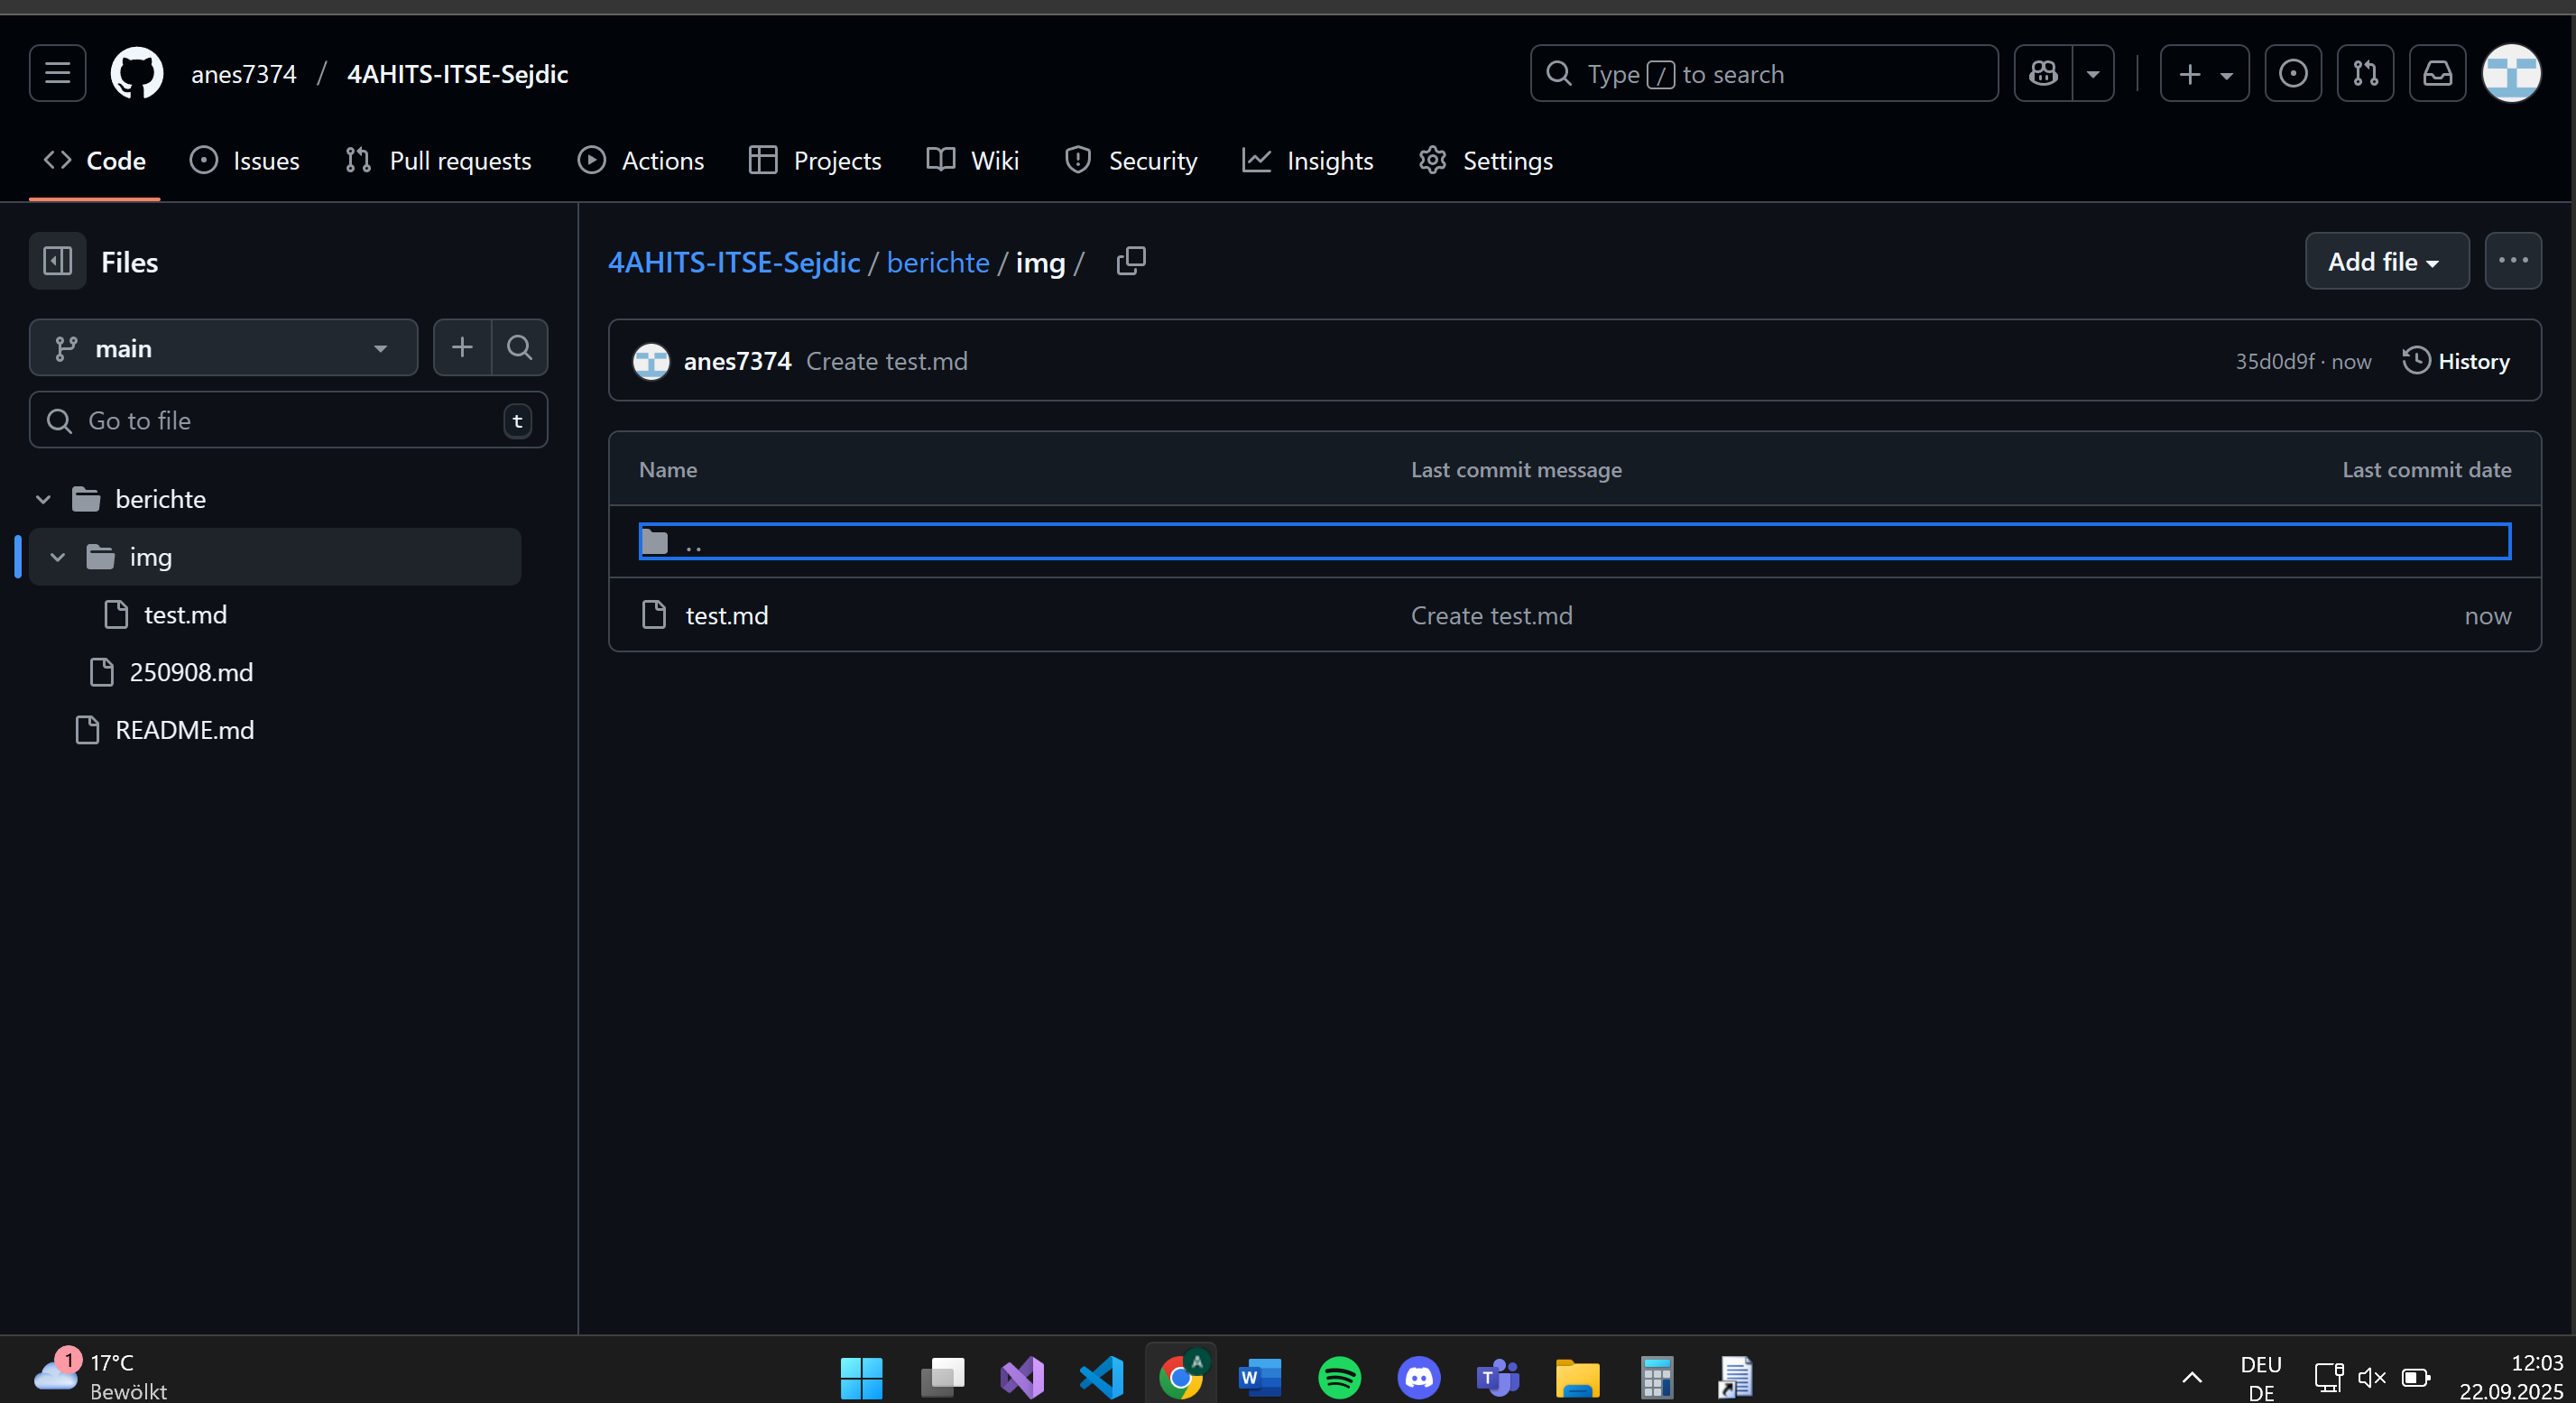 anes7374 / 4AHITS-ITSE-Sejdic
Type / to search
Code Issues Pull requests Actions Projects Wiki Security Insights Settings
Files
main
Go to file t
berichte
img
test.md
250908.md
README.md
4AHITS-ITSE-Sejdic / berichte / img /
Add file
anes7374 Create test.md 35d0d9f · now History
Name Last commit message Last commit date
..
test.md Create test.md now
1 17°C
Bewölkt
A
W
T
DEU
DE
12:03
22.09.2025